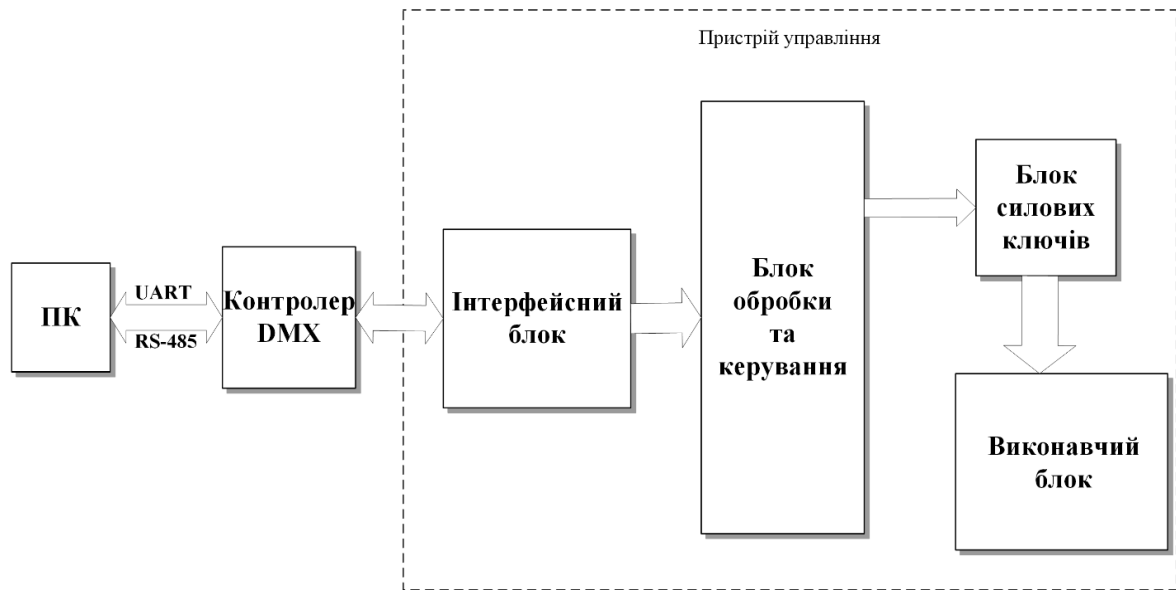 Пристрій управління
ПК
UART
RS-485
Контролер
DMX
Інтерфейсний
блок
Блок
обробки
та
керування
Блок
силових
ключів
Виконавчий
блок